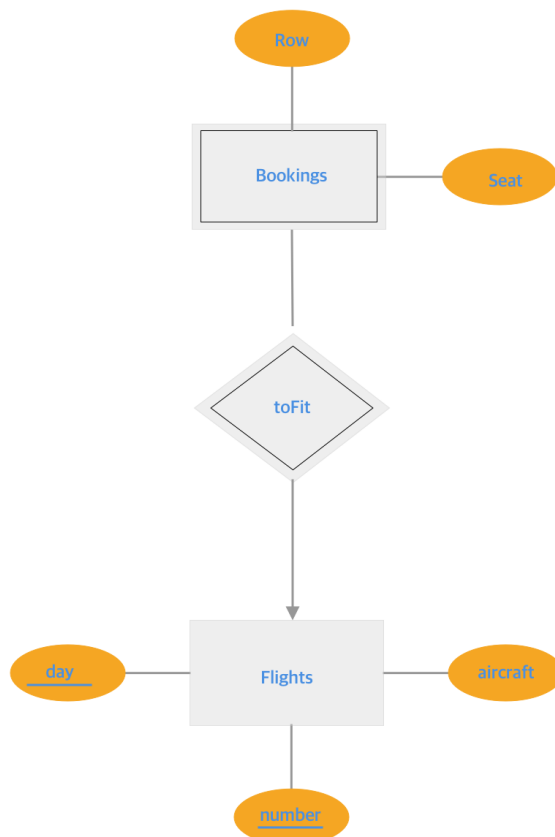 Row
Bookings
Seat
toFit
day
Flights
aircraft
number